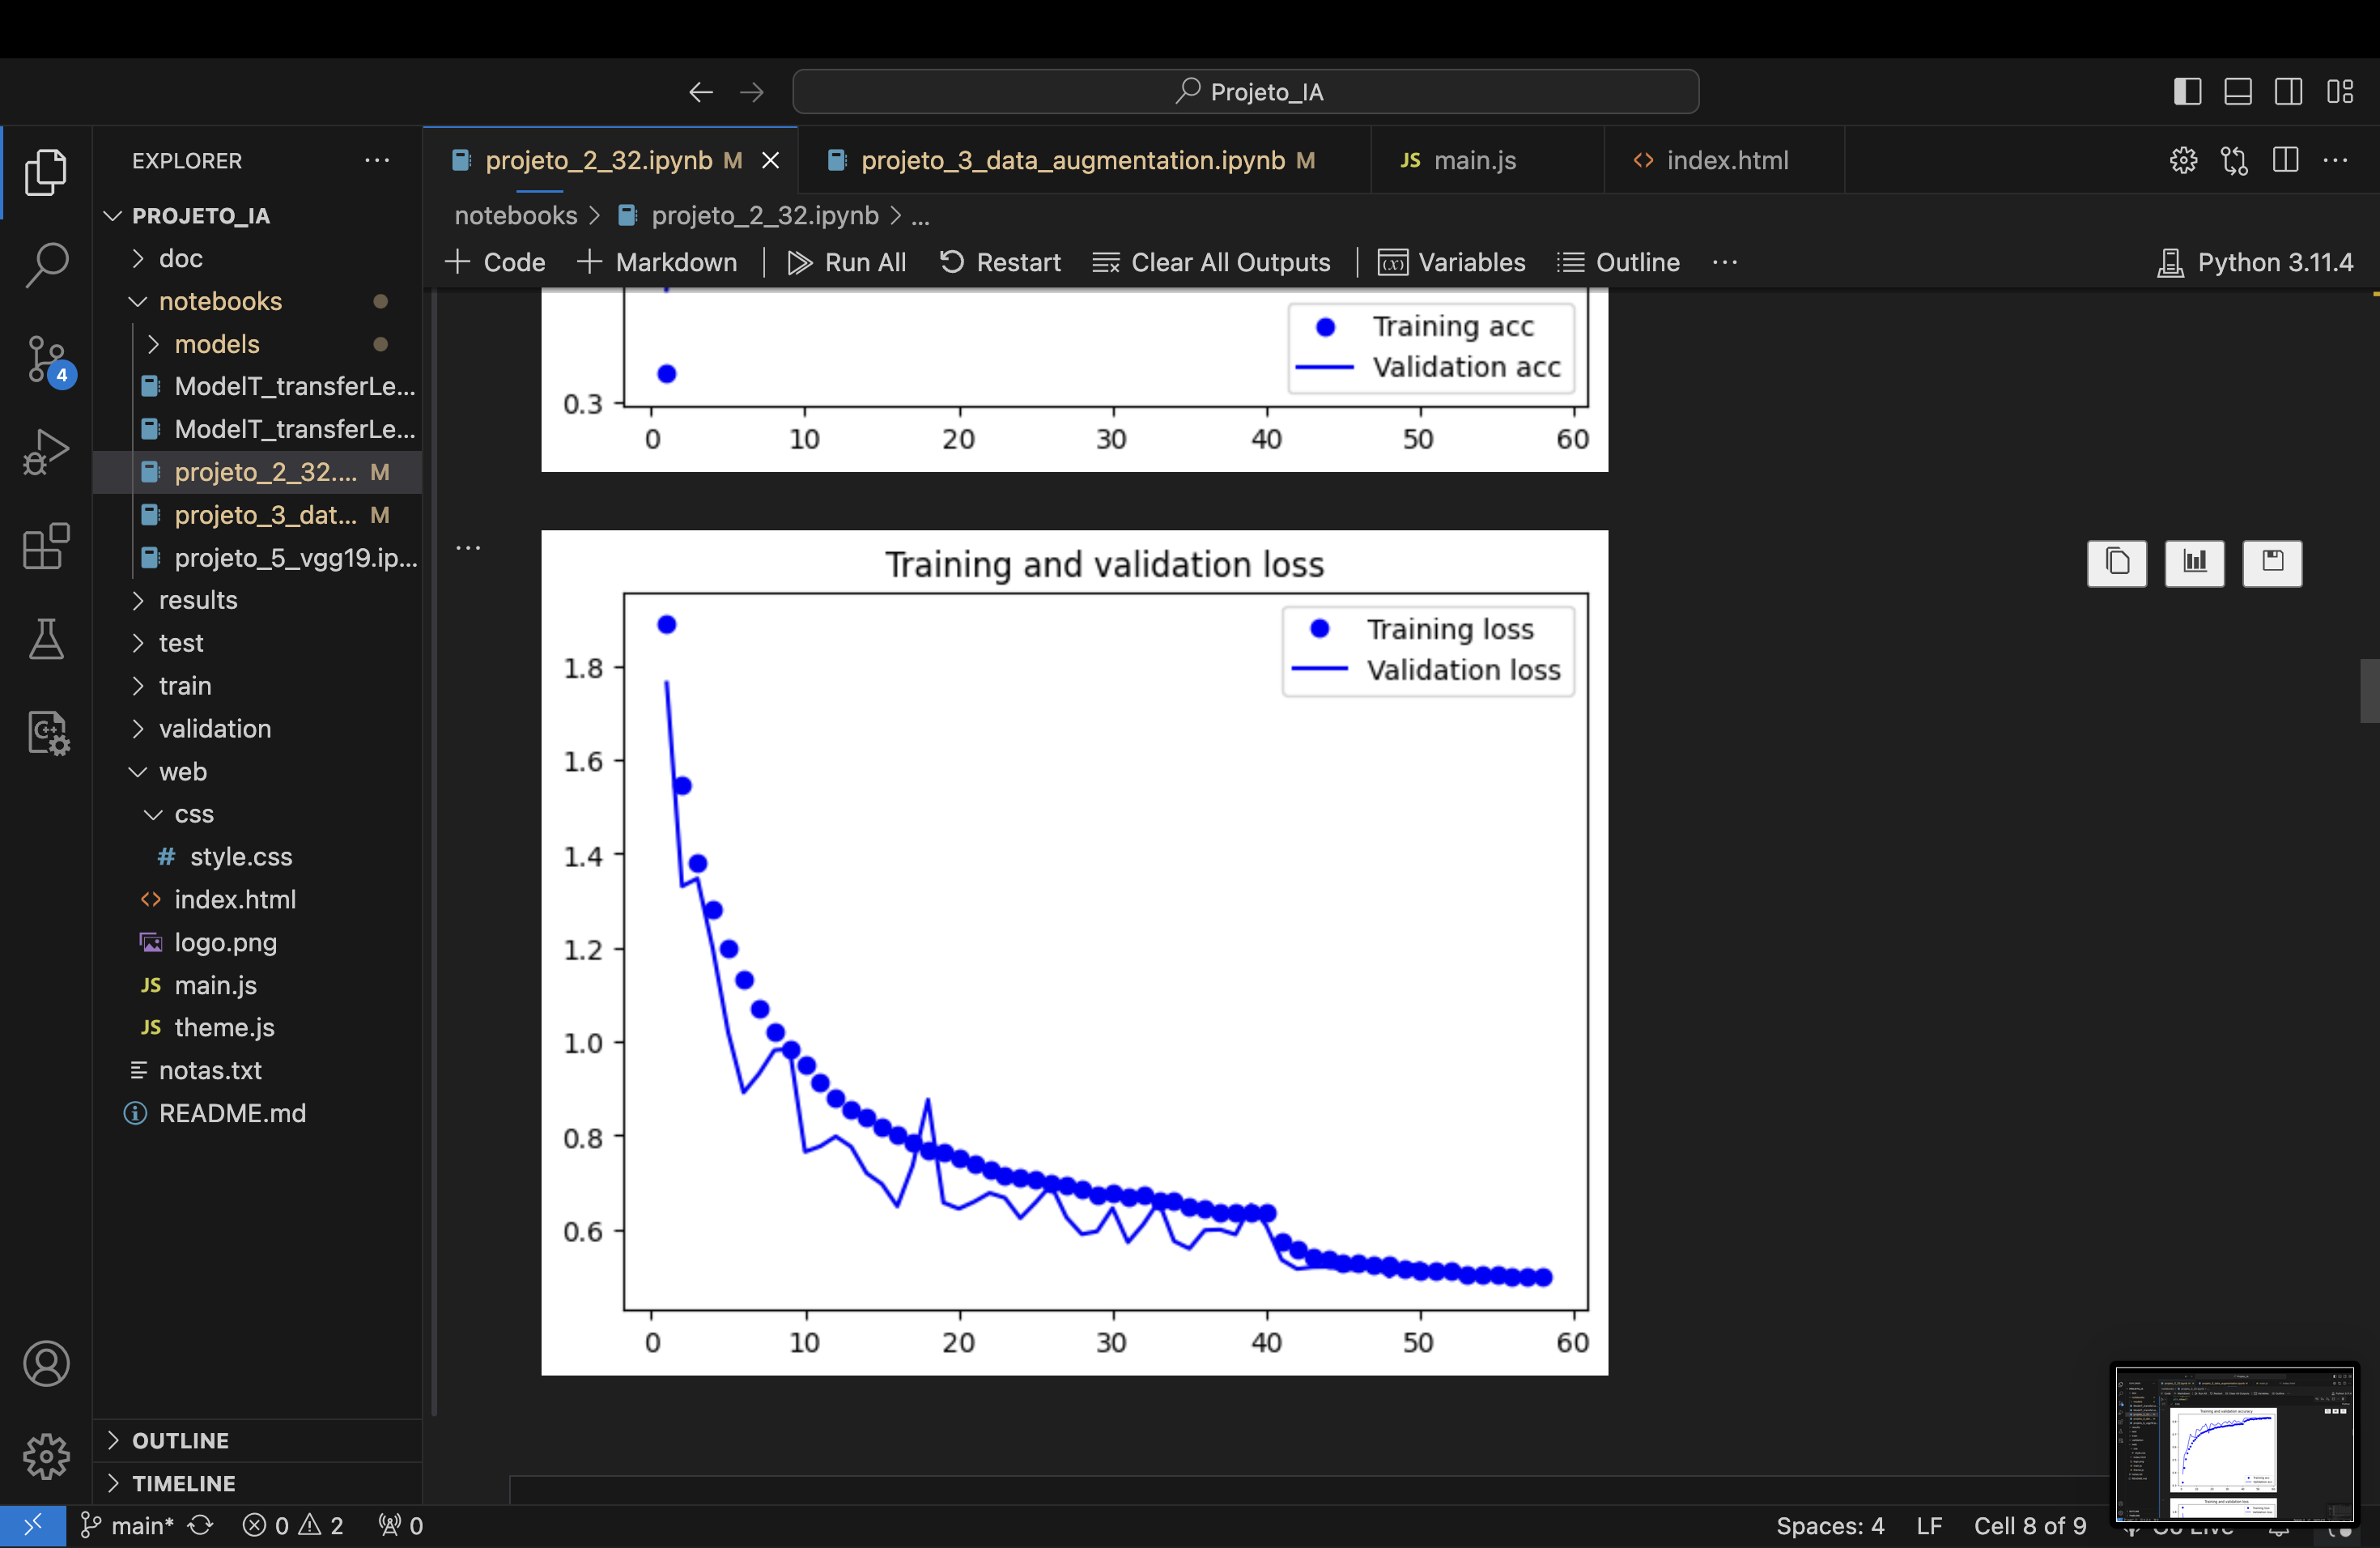 Projeto_IA
EXPLORER
projeto_2_32.ipynb M
projeto_3_data_augmentation.ipynb M
JS main.js
<> index.html
PROJETO_IA
doc
notebooks
models
ModelT_transferLe...
ModelT_transferLe...
projeto_2_32.... M
projeto_3_dat... M
projeto_5_vgg19.ip...
results
test
train
validation
web
css
# style.css
<> index.html
logo.png
JS main.js
JS theme.js
notas.txt
README.md
OUTLINE
TIMELINE
4
notebooks > projeto_2_32.ipynb > ...
+ Code + Markdown Run All Restart Clear All Outputs Variables Outline ...
Python 3.11.4
Training acc
Validation acc
0.3
0 10 20 30 40 50 60
Training and validation loss
Training loss
Validation loss
1.8
1.6
1.4
1.2
1.0
0.8
0.6
0 10 20 30 40 50 60
main* 0 2 0
Spaces: 4 LF Cell 8 of 9